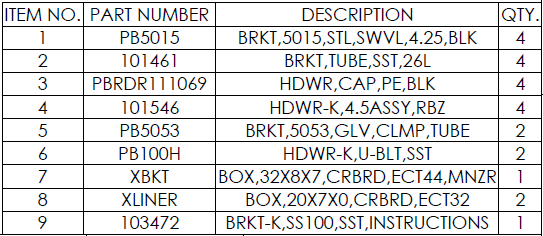 ITEM NO. PART NUMBER DESCRIPTION QTY.
1 PB5015 BRKT,5015,STL,SWVL,4.25,BLK 4
2 101461 BRKT,TUBE,SST,26L 4
3 PBRDR111069 HDWR,CAP,PE,BLK 4
4 101546 HDWR-K,4.5ASSY,RBZ 4
5 PB5053 BRKT,5053,GLV,CLMP,TUBE 2
6 PB100H HDWR-K,U-BLT,SST 2
7 XBKT BOX,32X8X7,CRBRD,ECT44,MNZR 1
8 XLINER BOX,20X7X0,CRBRD,ECT32 2
9 103472 BRKT-K,SS100,SST,INSTRUCTIONS 1